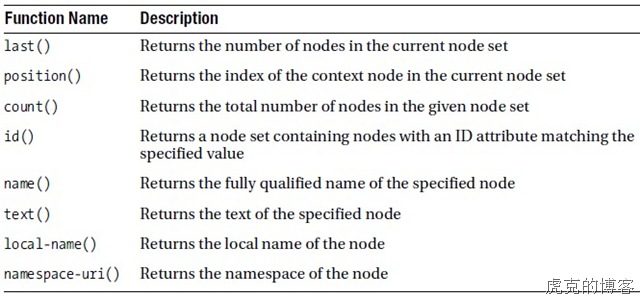 Function Name Description
last() Returns the number of nodes in the current node set
position() Returns the index of the context node in the current node set
count() Returns the total number of nodes in the given node set
id() Returns a node set containing nodes with an ID attribute matching the
specified value
name() Returns the fully qualified name of the specified node
text() Returns the text of the specified node
local-name() Returns the local name of the node
namespace-uri() Returns the namespace of the node
虎克的博客